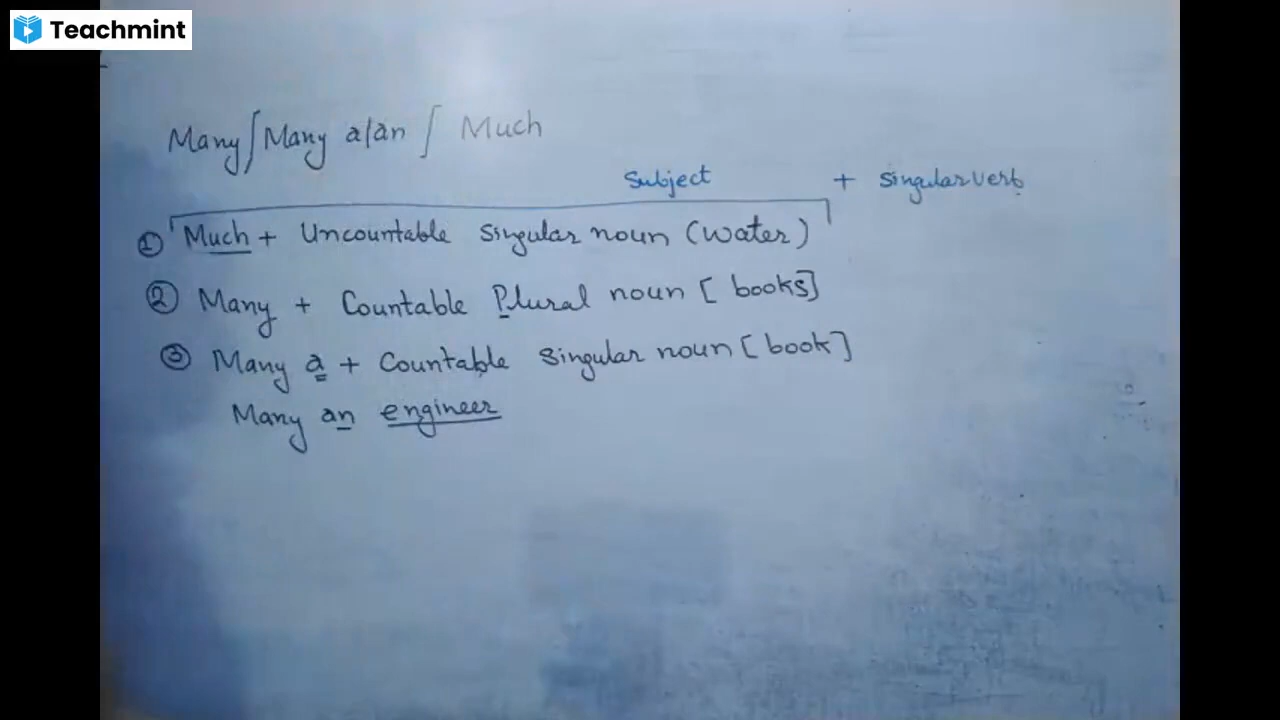 Teachmint
Many/Many a/an / Much
Subject + Singular verb
① Much + Uncountable Singular noun (water)
② Many + Countable Plural noun [books]
③ Many a + Countable Singular noun [book]
Many an engineer